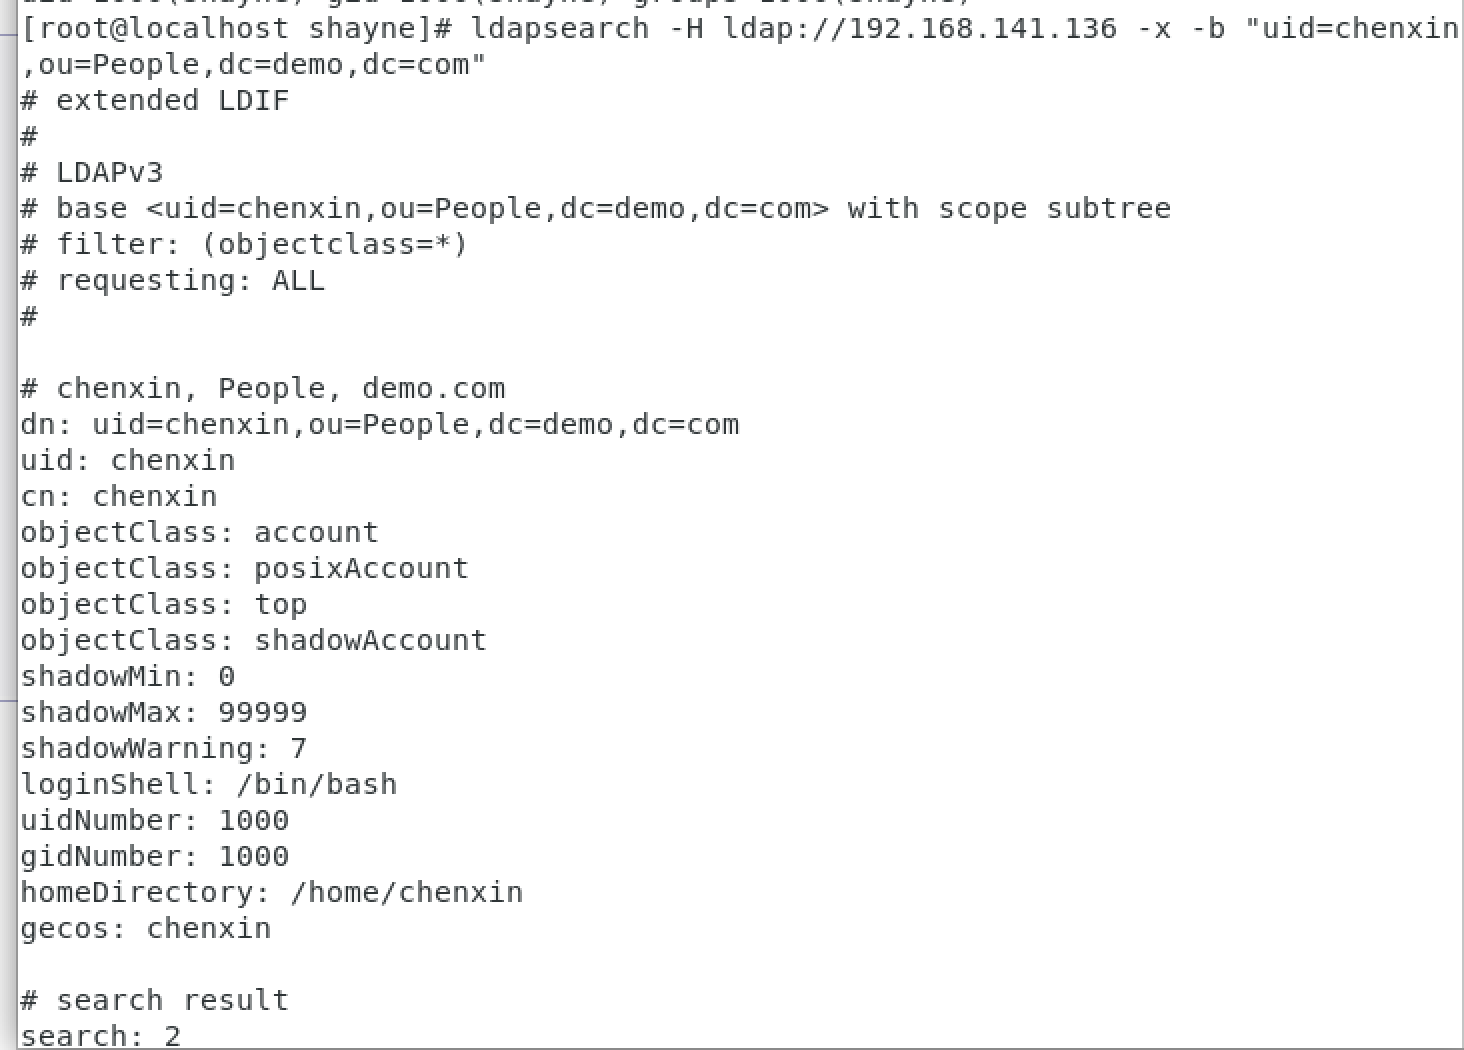 [root@localhost shayne]# ldapsearch -H ldap://192.168.141.136 -x -b "uid=chenxin
,ou=People,dc=demo,dc=com"
# extended LDIF
#
# LDAPv3
# base <uid=chenxin,ou=People,dc=demo,dc=com> with scope subtree
# filter: (objectclass=*)
# requesting: ALL
#
# chenxin, People, demo.com
dn: uid=chenxin,ou=People,dc=demo,dc=com
uid: chenxin
cn: chenxin
objectClass: account
objectClass: posixAccount
objectClass: top
objectClass: shadowAccount
shadowMin: 0
shadowMax: 99999
shadowWarning: 7
loginShell: /bin/bash
uidNumber: 1000
gidNumber: 1000
homeDirectory: /home/chenxin
gecos: chenxin
# search result
search: 2